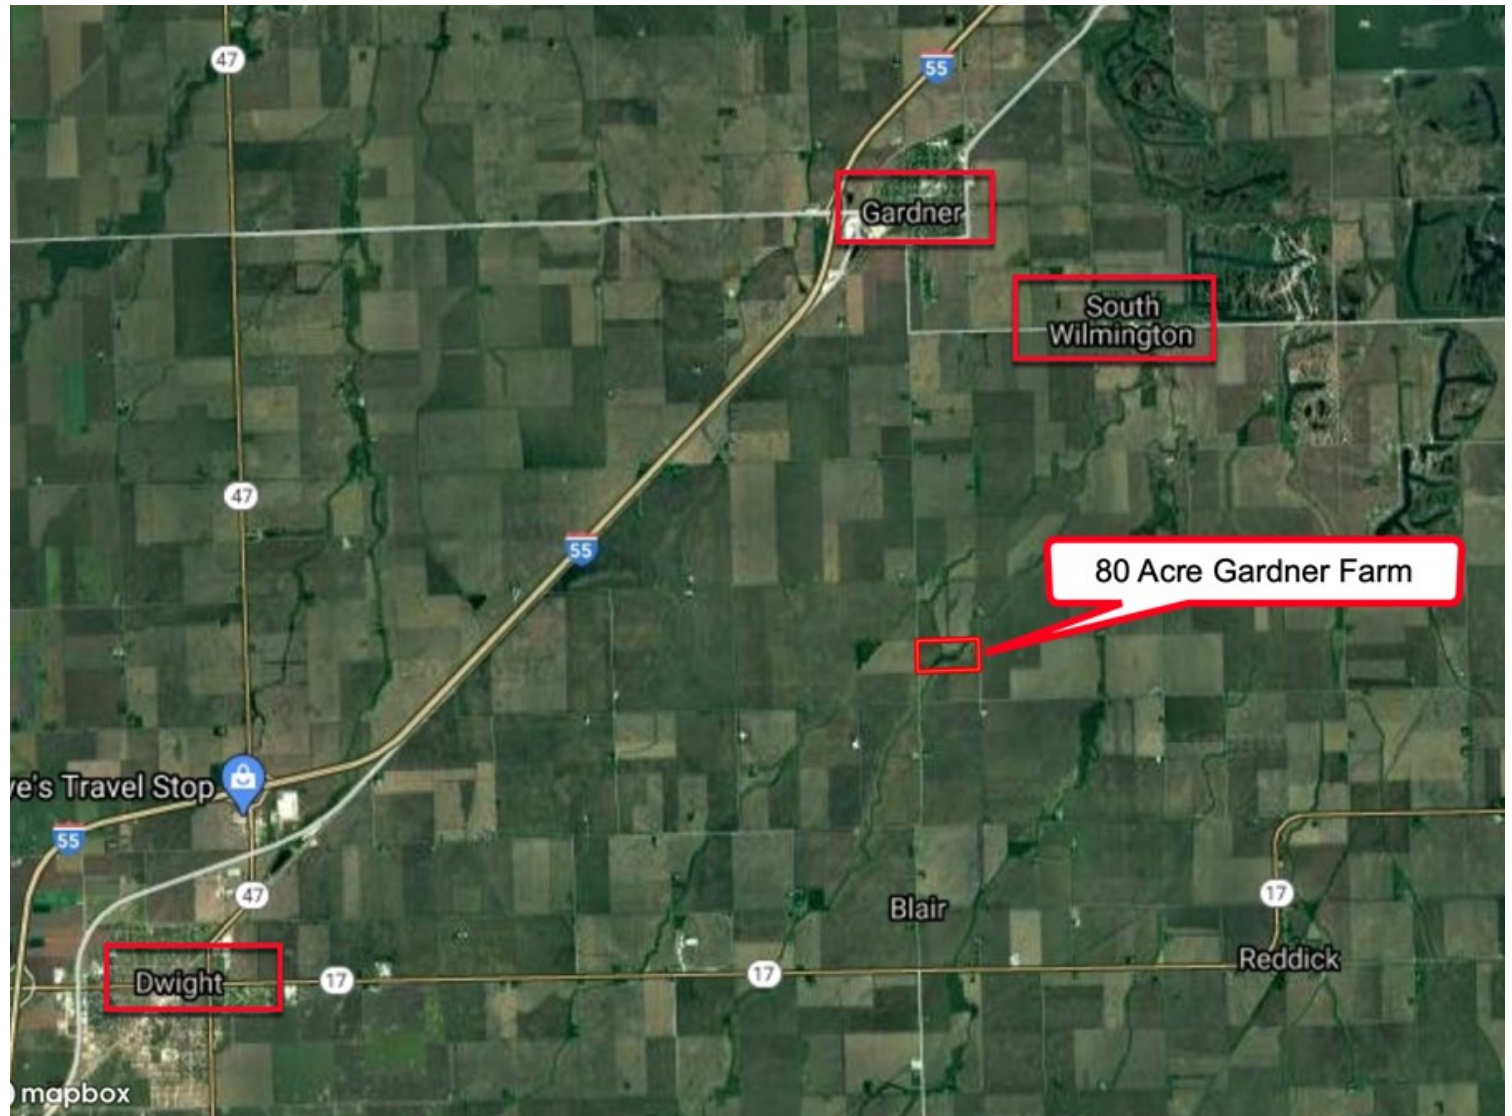 47
55
Gardner
South
Wilmington
47
55
80 Acre Gardner Farm
ve's Travel Stop
55
47
17
Blair
Reddick
Dwight
17
17
mapbox